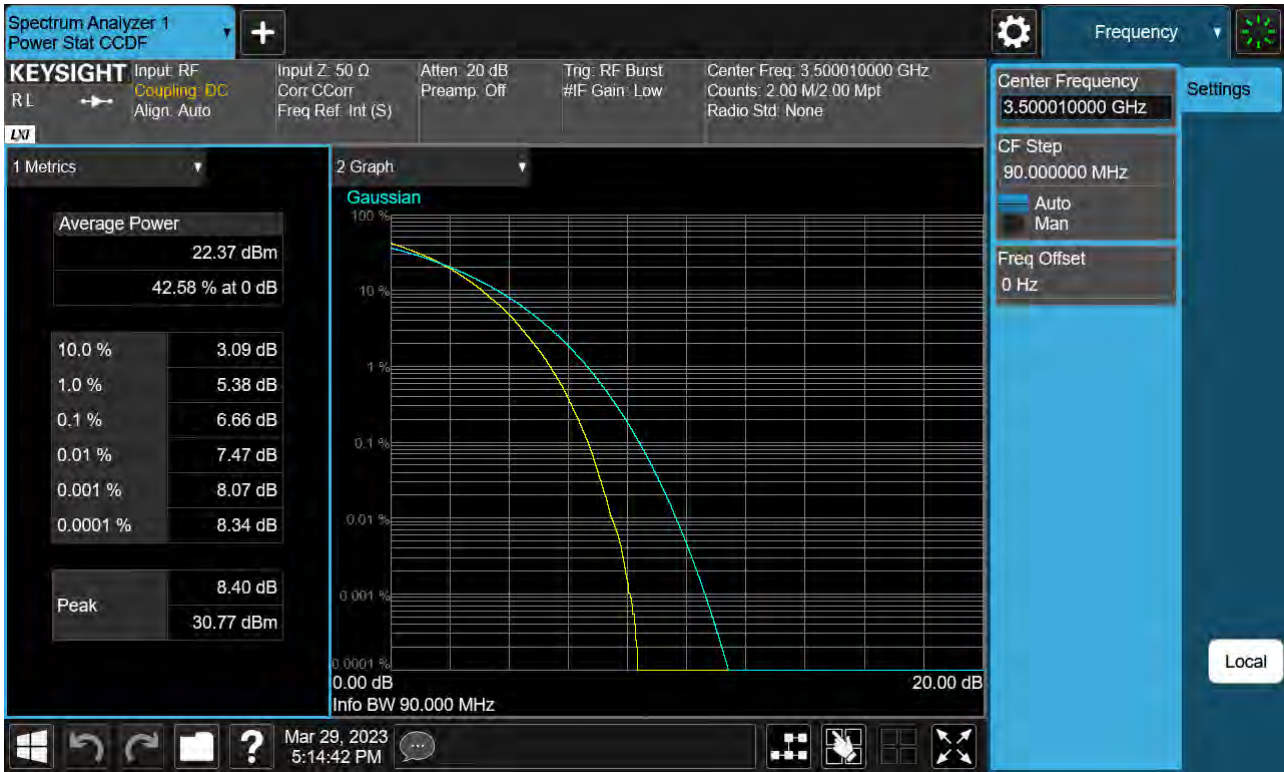 Spectrum Analyzer 1
Power Stat CCDF
+
Frequency
KEYSIGHT
RL
LXI
Input: RF
Coupling: DC
Align: Auto
Input Z: 50 Ω
Corr CCorr
Freq Ref: Int (S)
Atten: 20 dB
Preamp: Off
Trig: RF Burst
#IF Gain: Low
Center Freq: 3.500010000 GHz
Counts: 2.00 M/2.00 Mpt
Radio Std: None
Center Frequency
3.500010000 GHz
Settings
CF Step
90.000000 MHz
Auto
Man
Freq Offset
0 Hz
Local
1 Metrics
Average Power
22.37 dBm
42.58 % at 0 dB
10.0 % 3.09 dB
1.0 % 5.38 dB
0.1 % 6.66 dB
0.01 % 7.47 dB
0.001 % 8.07 dB
0.0001 % 8.34 dB
Peak
8.40 dB
30.77 dBm
2 Graph
Gaussian
100 %
10 %
1 %
0.1 %
0.01 %
0.001 %
0.0001 %
0.00 dB 20.00 dB
Info BW 90.000 MHz
?
Mar 29, 2023
5:14:42 PM